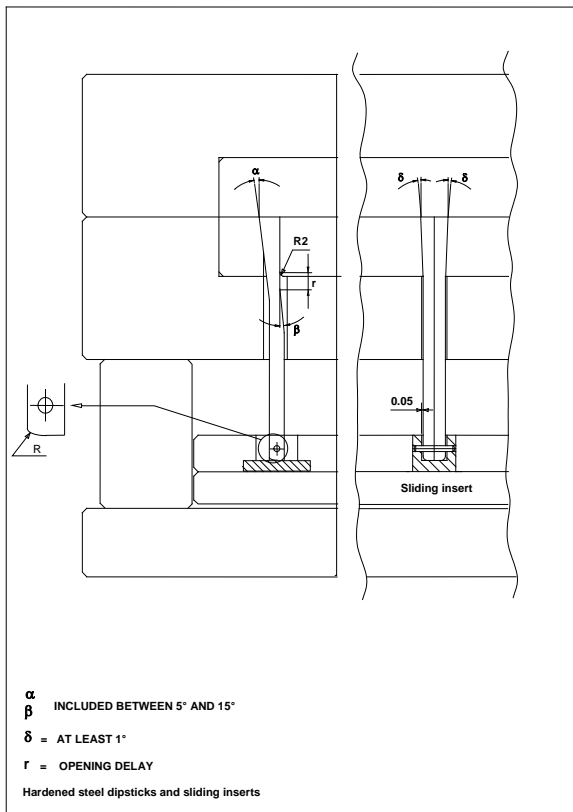 α
δ
δ
R2
r
β
0.05
R
Sliding insert
α
β INCLUDED BETWEEN 5° AND 15°
δ = AT LEAST 1°
r = OPENING DELAY
Hardened steel dipsticks and sliding inserts